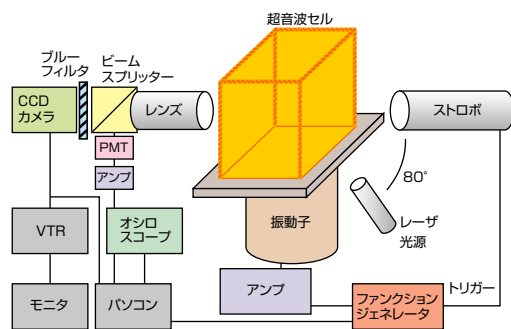 超音波セル
ブルー
フィルタ
ビーム
スプリッター
CCD
カメラ
レンズ
ストロボ
PMT
アンプ
80°
レーザ
光源
VTR
オシロ
スコープ
振動子
モニタ
パソコン
アンプ
トリガー
ファンクション
ジェネレータ